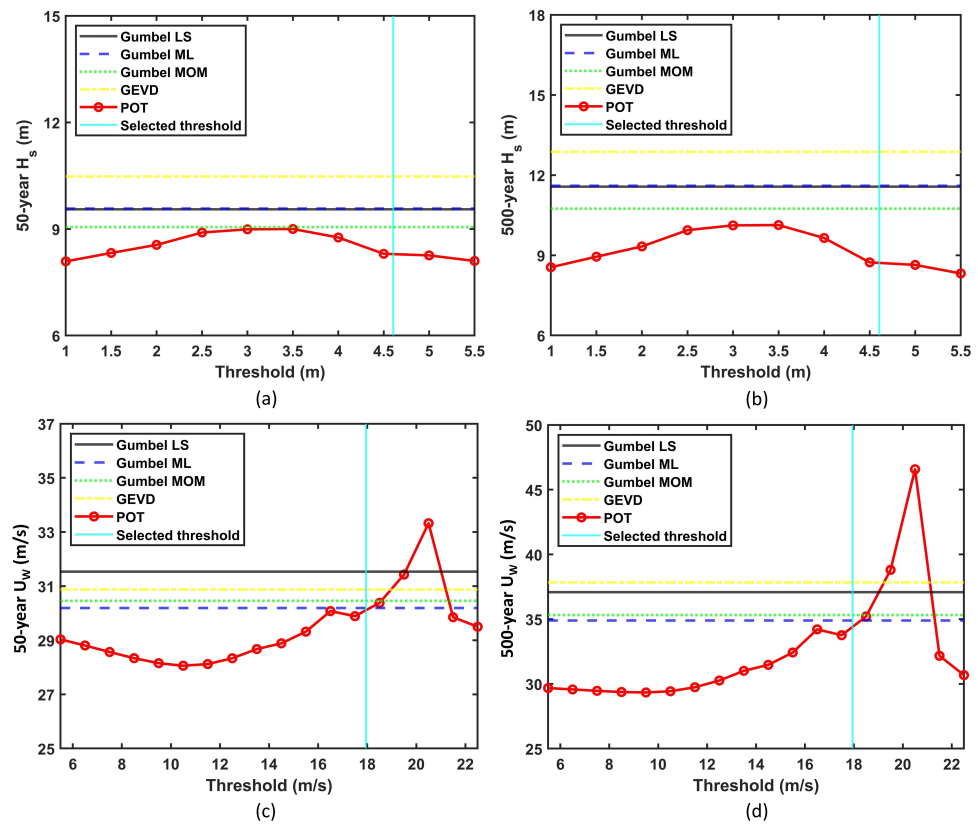 15
12
9
6
50-year Hs (m)
Gumbel LS
Gumbel ML
Gumbel MOM
GEVD
POT
Selected threshold
1 1.5 2 2.5 3 3.5 4 4.5 5 5.5
Threshold (m)
(a)
18
15
12
9
6
500-year Hs (m)
Gumbel LS
Gumbel ML
Gumbel MOM
GEVD
POT
Selected threshold
1 1.5 2 2.5 3 3.5 4 4.5 5 5.5
Threshold (m)
(b)
37
35
33
31
29
27
25
50-year Uw (m/s)
Gumbel LS
Gumbel ML
Gumbel MOM
GEVD
POT
Selected threshold
6 8 10 12 14 16 18 20 22
Threshold (m/s)
(c)
50
45
40
35
30
25
500-year Uw (m/s)
Gumbel LS
Gumbel ML
Gumbel MOM
GEVD
POT
Selected threshold
6 8 10 12 14 16 18 20 22
Threshold (m/s)
(d)